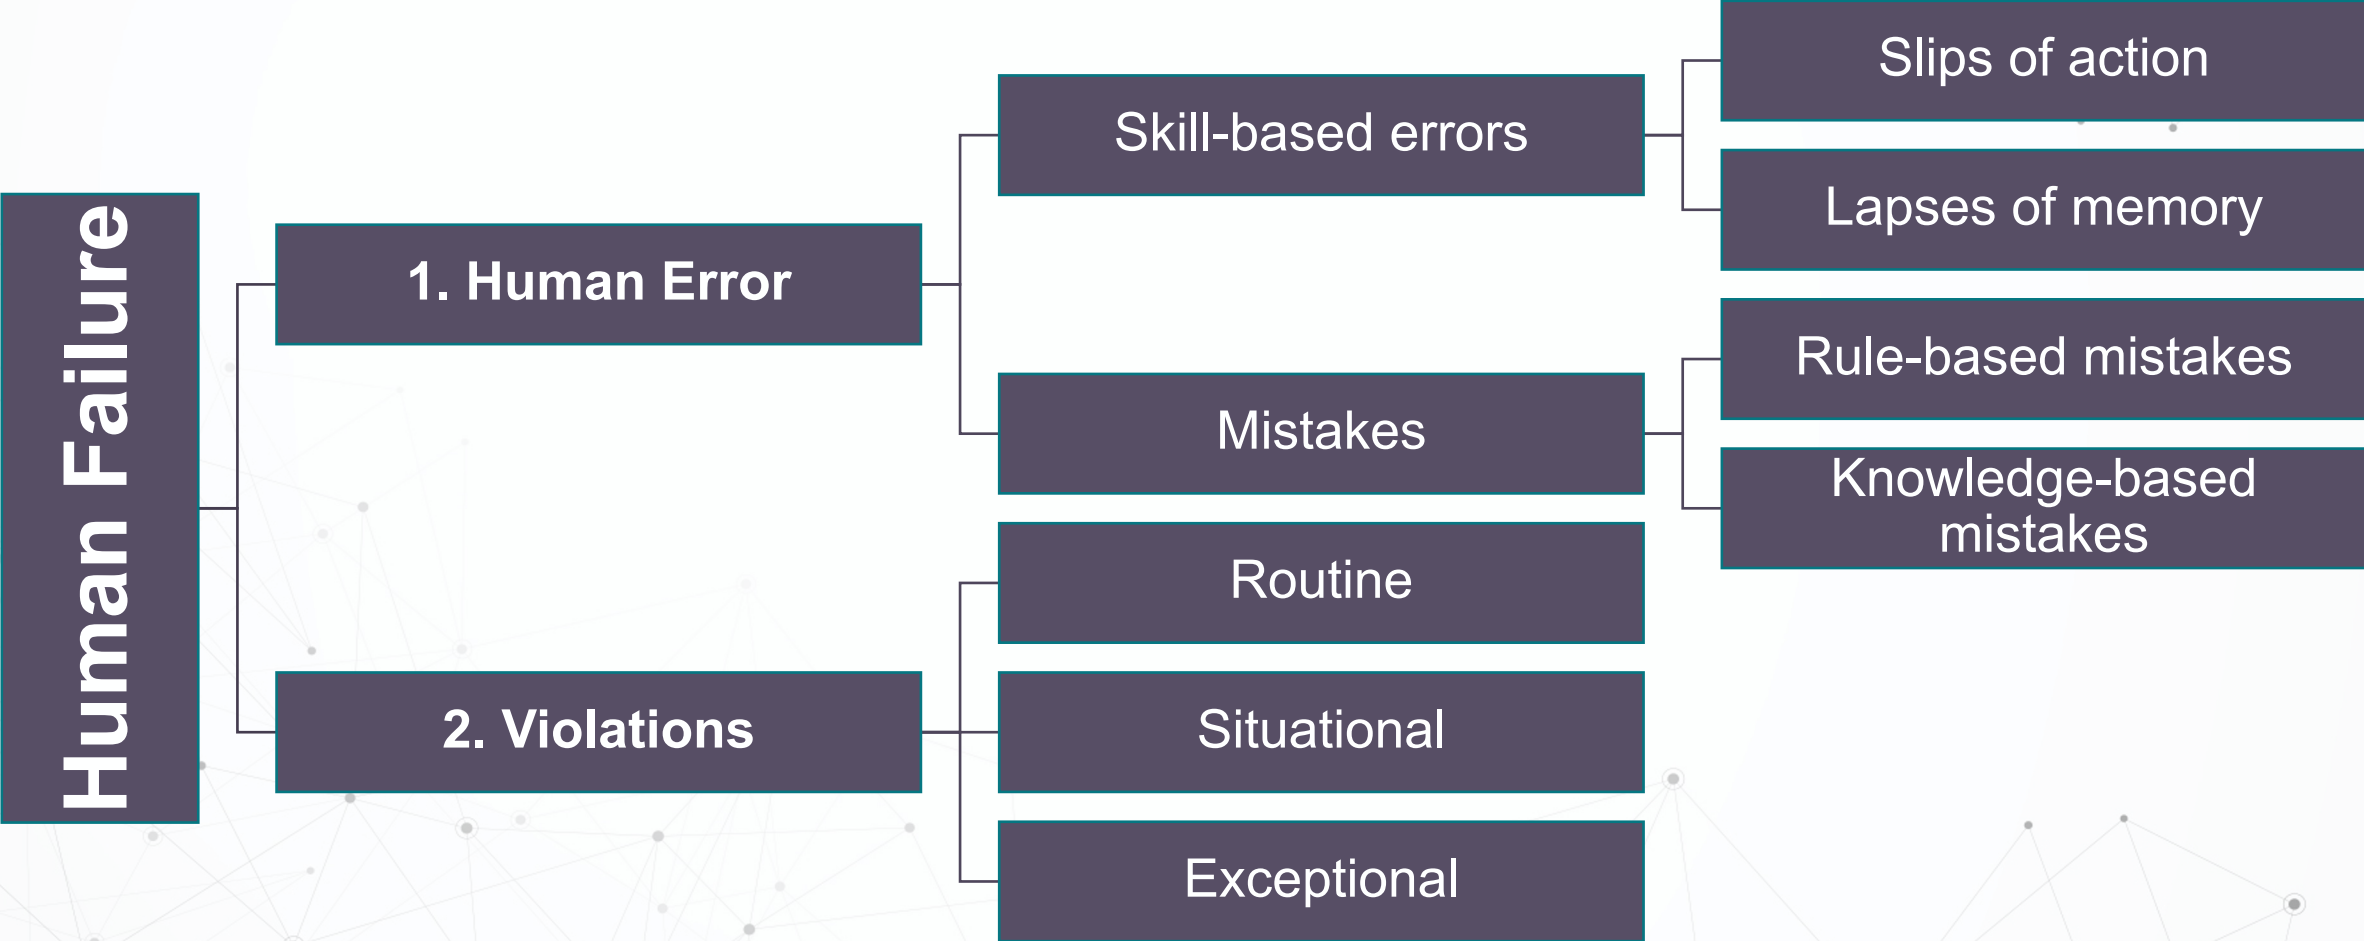 Human Failure
1. Human Error
Skill-based errors
Slips of action
Lapses of memory
Mistakes
Rule-based mistakes
Knowledge-based
mistakes
2. Violations
Routine
Situational
Exceptional